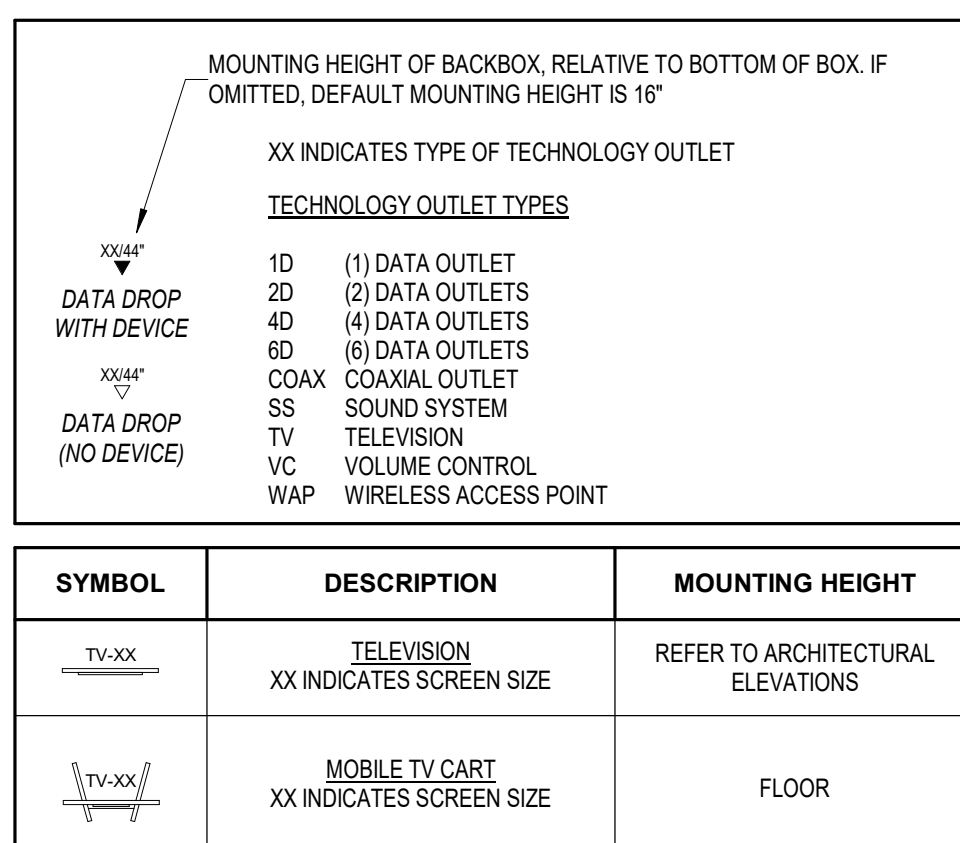 MOUNTING HEIGHT OF BACKBOX, RELATIVE TO BOTTOM OF BOX. IF
OMITTED, DEFAULT MOUNTING HEIGHT IS 16"
XX INDICATES TYPE OF TECHNOLOGY OUTLET
TECHNOLOGY OUTLET TYPES
XX/44"
DATA DROP
WITH DEVICE
XX/44"
DATA DROP
(NO DEVICE)
1D (1) DATA OUTLET
2D (2) DATA OUTLETS
4D (4) DATA OUTLETS
6D (6) DATA OUTLETS
COAX COAXIAL OUTLET
SS SOUND SYSTEM
TV TELEVISION
VC VOLUME CONTROL
WAP WIRELESS ACCESS POINT
SYMBOL DESCRIPTION MOUNTING HEIGHT
TV-XX
TELEVISION
XX INDICATES SCREEN SIZE
REFER TO ARCHITECTURAL
ELEVATIONS
TV-XX
MOBILE TV CART
XX INDICATES SCREEN SIZE
FLOOR